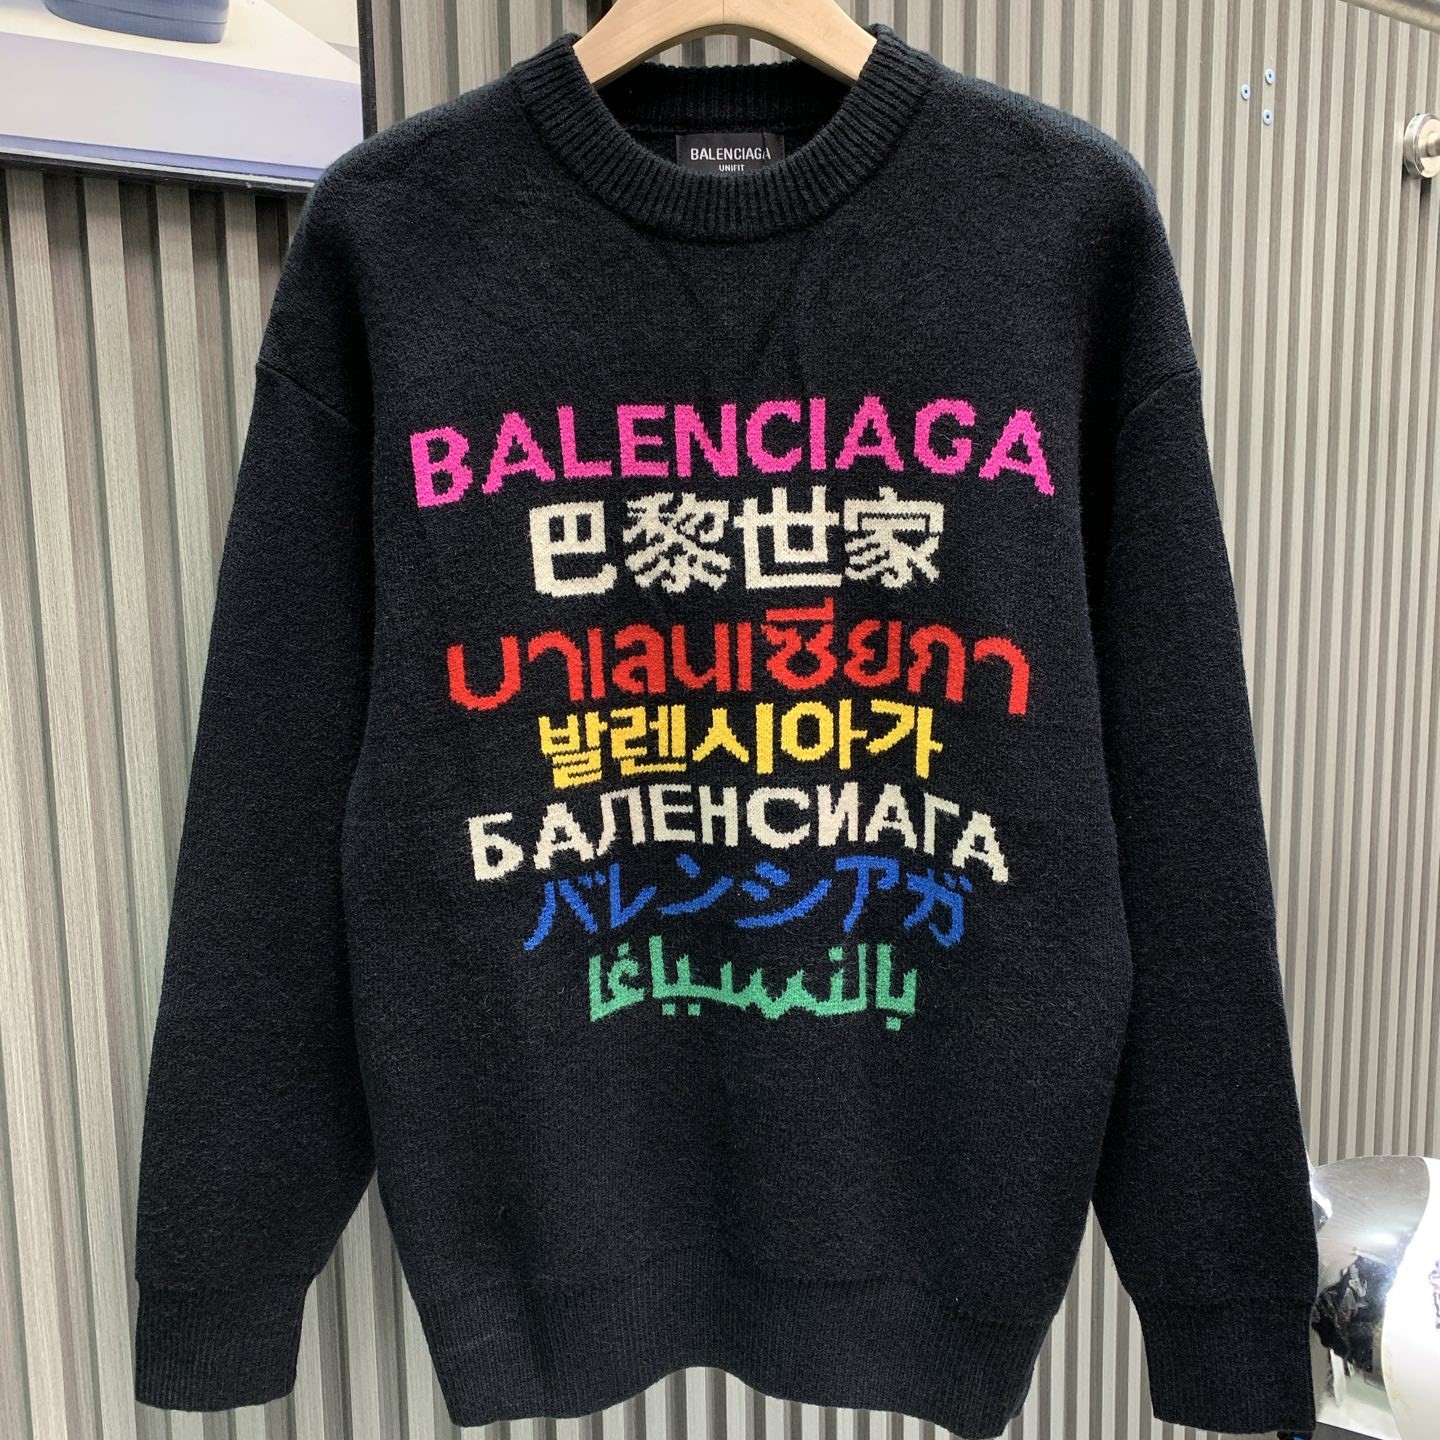 BALENCIAGA
UNIFIT
BALENCIAGA
巴黎世家
บาเลนเซียกา
발렌시아가
БАЛЕНСИАГА
バレンシアガ
بالنسياغا